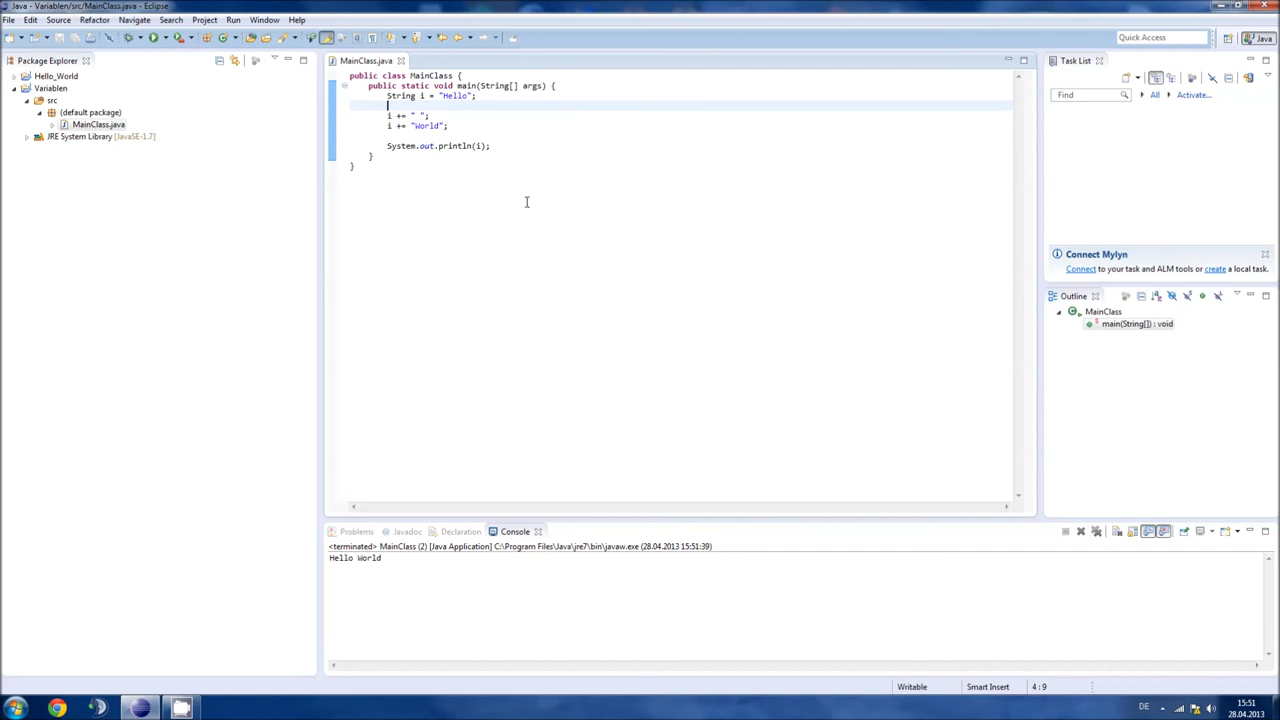 Java - Variablen/src/MainClass.java - Eclipse
File Edit Source Refactor Navigate Search Project Run Window Help
Quick Access
Java
Package Explorer
Hello_World
Variablen
src
(default package)
MainClass.java
JRE System Library [JavaSE-1.7]
MainClass.java
public class MainClass {
public static void main(String[] args) {
String i = "Hello";
i += " ";
i += "World";
System.out.println(i);
}
}
Task List
Find
All
Activate...
Connect Mylyn
Connect to your task and ALM tools or create a local task.
Outline
MainClass
main(String[]) : void
Problems Javadoc Declaration Console
<terminated> MainClass (2) [Java Application] C:\Program Files\Java\jre7\bin\javaw.exe (28.04.2013 15:51:39)
Hello World
Writable
Smart Insert
4 : 9
DE
15:51
28.04.2013